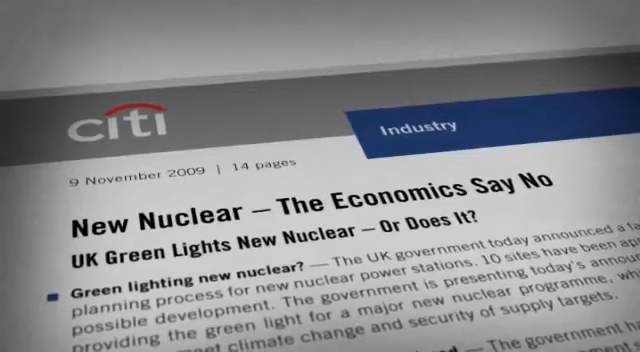 citi
Industry
9 November 2009 | 14 pages
New Nuclear — The Economics Say No
UK Green Lights New Nuclear — Or Does It?
Green lighting new nuclear? — The UK government today announced a
planning process for new nuclear power stations. 10 sites have been
possible development. The government is presenting today's
providing the green light for a major new nuclear programme,
meet climate change and security of supply targets.
— The government